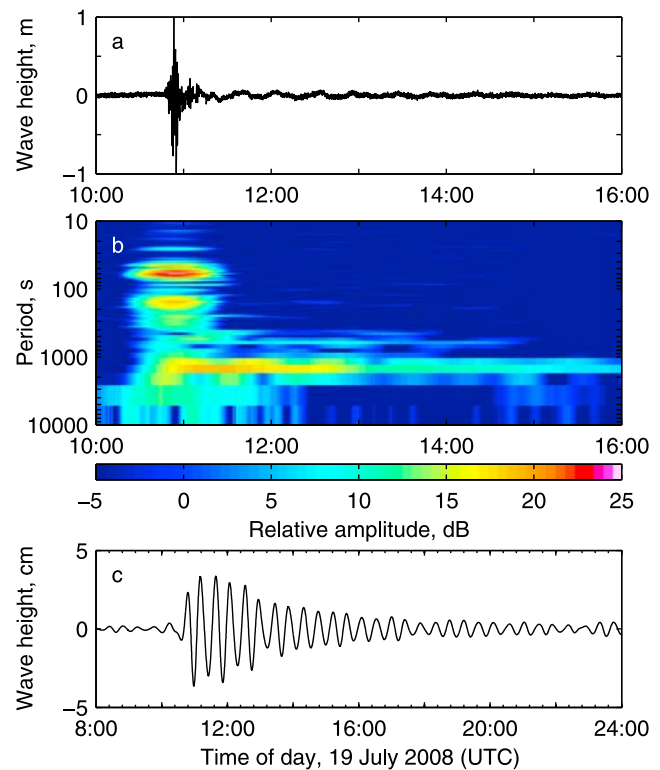 Wave height, m
1
0
−1
a
10:00 12:00 14:00 16:00
Period, s
10
100
1000
10000
b
10:00 12:00 14:00 16:00
−5 0 5 10 15 20 25
Relative amplitude, dB
Wave height, cm
5
0
−5
c
8:00 12:00 16:00 20:00 24:00
Time of day, 19 July 2008 (UTC)